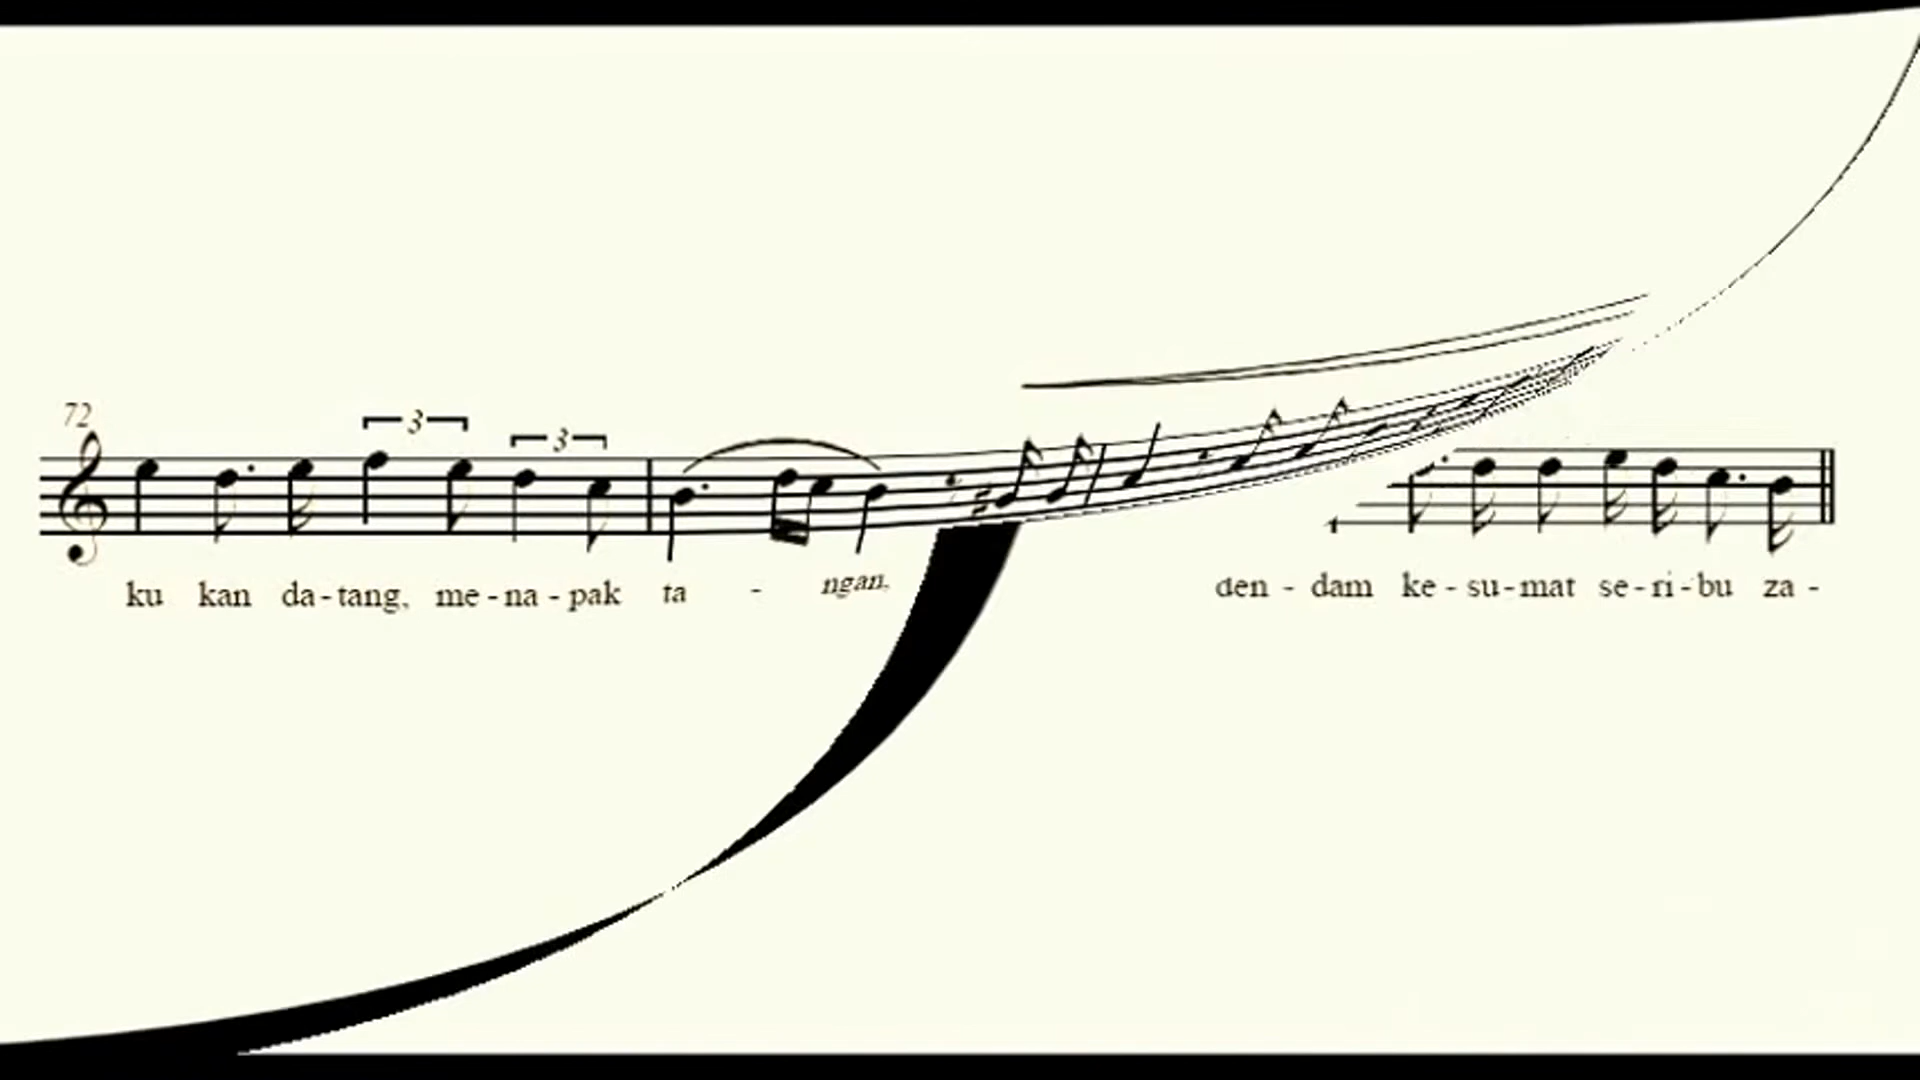 72
3 3
ku kan da - tang, me - na - pak ta - ngan, den - dam ke - su - mat se - ri - bu za -